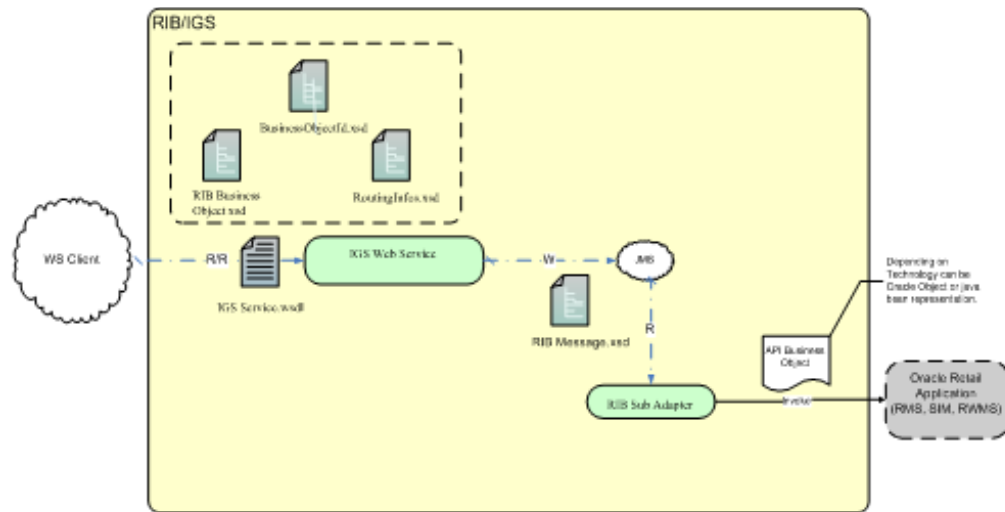 RIB/IGS
BusinessObjectId.xsd
RIB Business
Object.xsd
RoutingInfos.xsd
WS Client
R/R
IGS Web Service
IGS Service.wsdl
W
JMS
RIB Message.xsd
R
RIB Sub Adapter
Depending on
Technology can be
Oracle Object or java
bean representation.
API Business
Object
Invoke
Oracle Retail
Application
(RMS, SIM, RWMS)